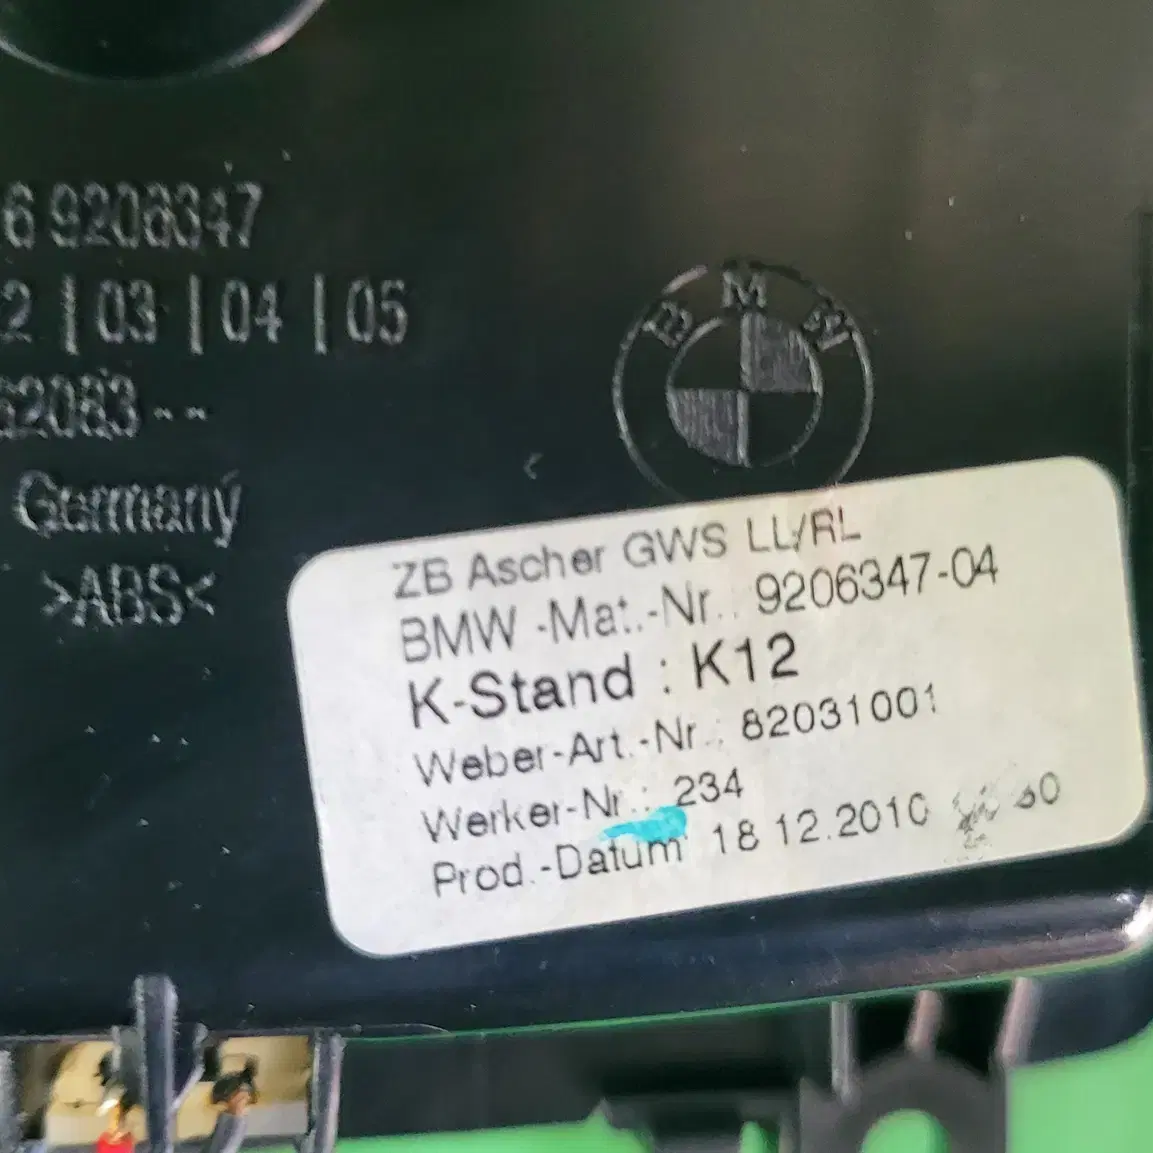 6 9206347
2 | 03 | 04 | 05
62083--
Germany
>ABS<
BMW
ZB Ascher GWS LL/RL
BMW -Mat.-Nr.: 9206347-04
K-Stand : K12
Weber-Art.-Nr.: 82031001
Werker-Nr.: 234
Prod.-Datum 18 12.2010